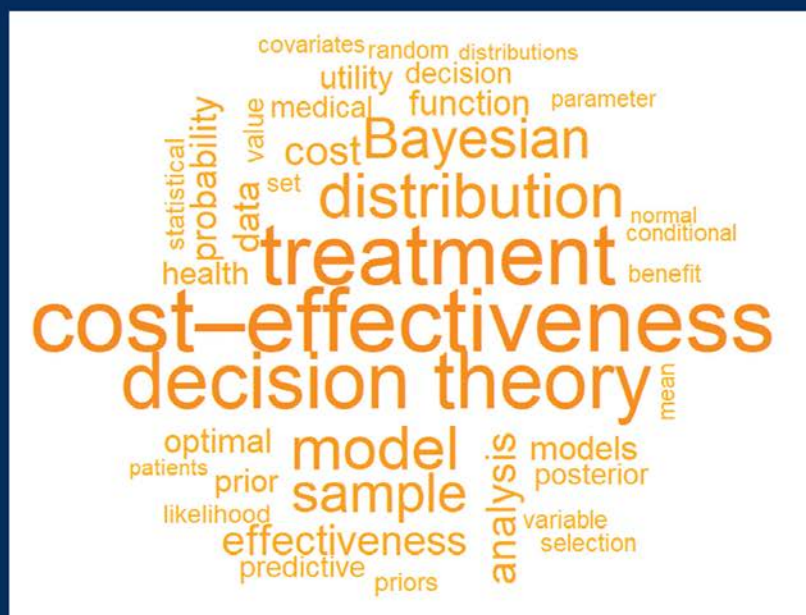 covariates random distributions
utility decision
medical function parameter
value
cost Bayesian
statistical
probability
data
set distribution
normal
conditional
treatment
health benefit
cost–effectiveness
decision theory
mean
optimal model models
patients
prior sample analysis posterior
likelihood variable
effectiveness selection
predictive
priors